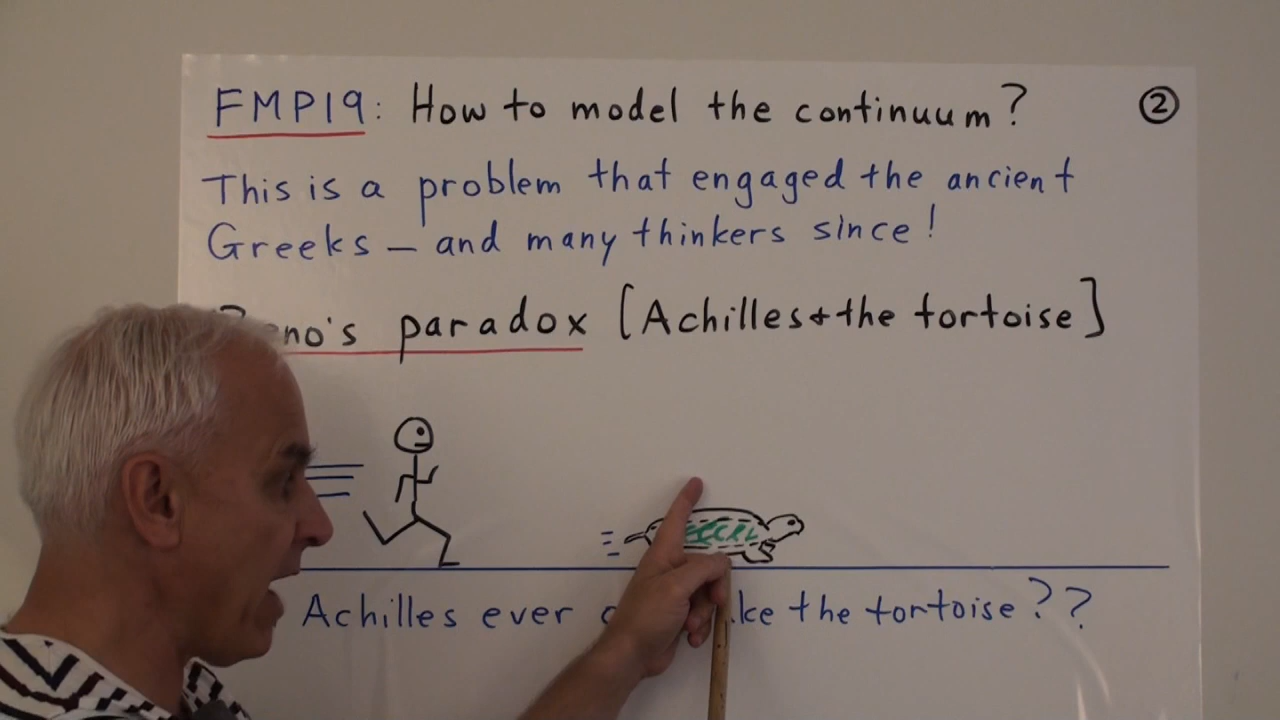 FMP19: How to model the continuum? ②
This is a problem that engaged the ancient
Greeks – and many thinkers since!
paradox [Achilles & the tortoise]
Achilles ever the tortoise??